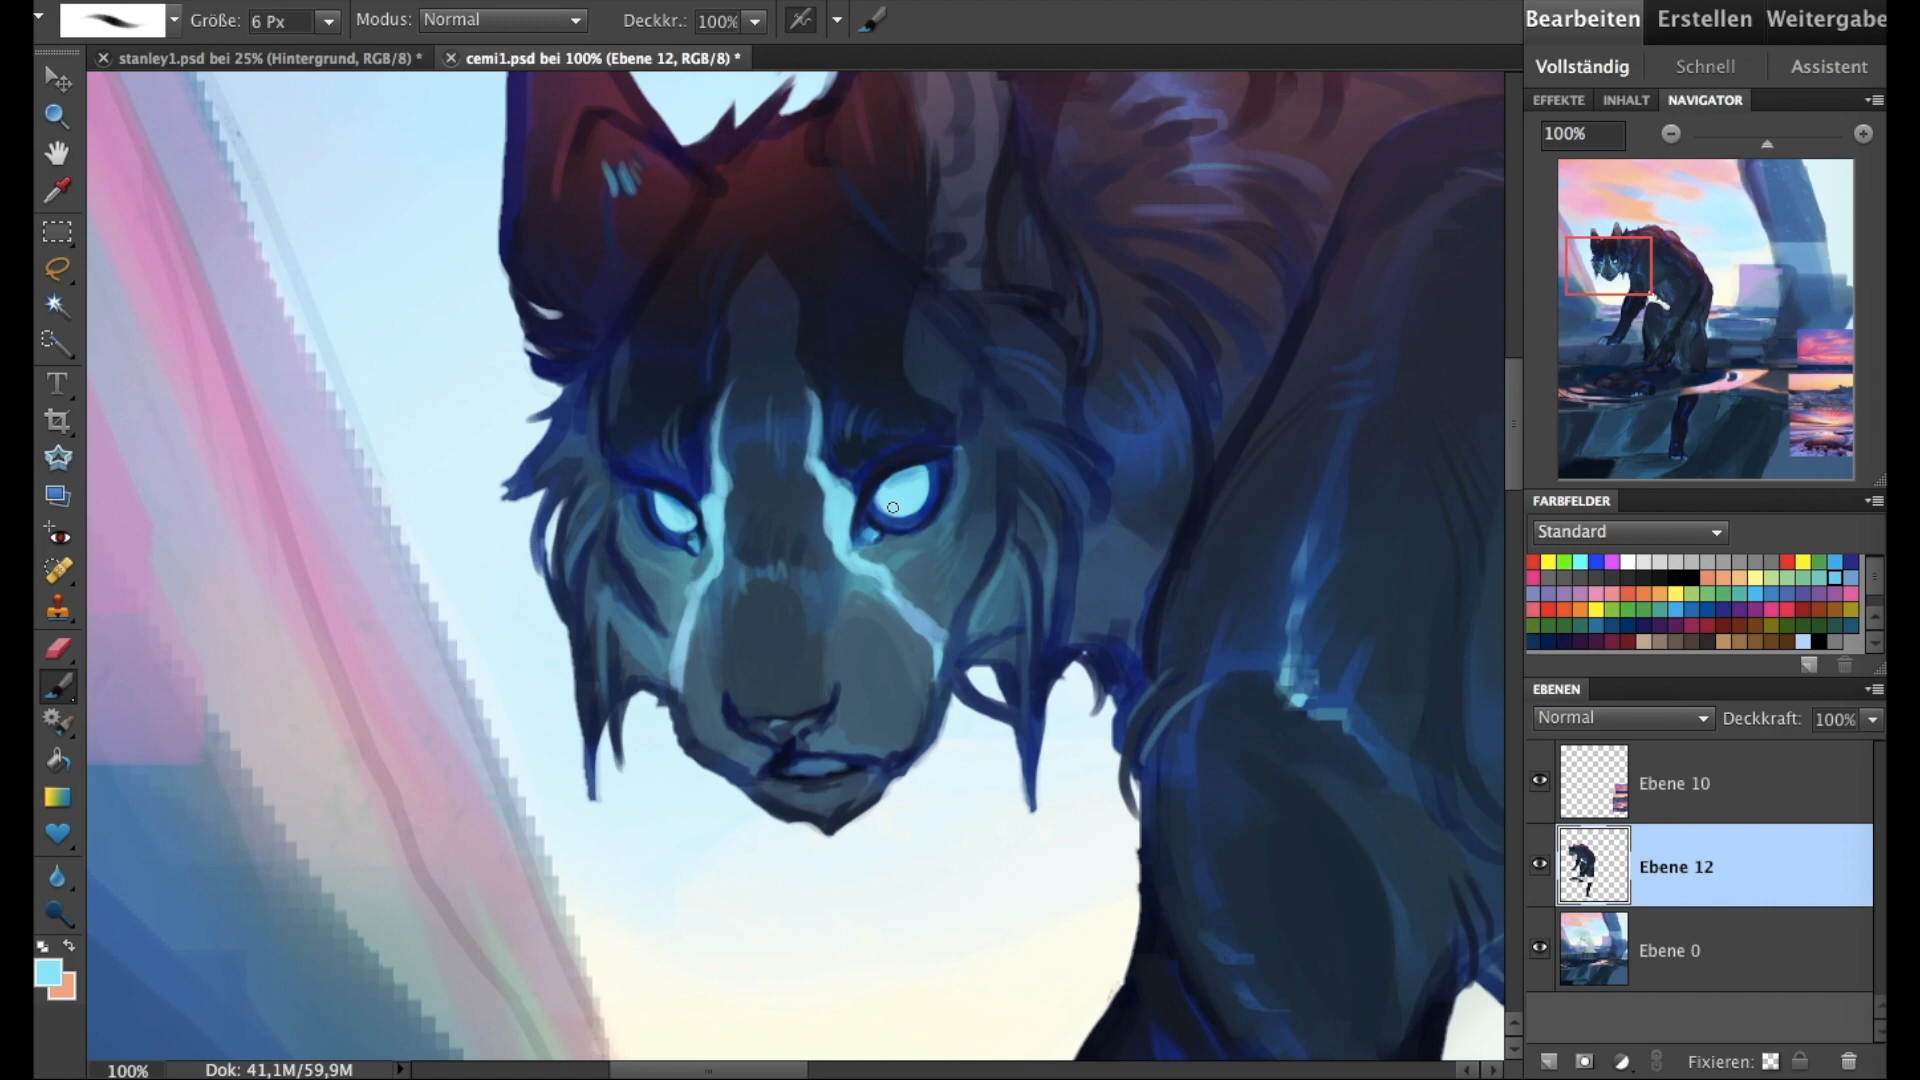 Größe: 6 Px Modus: Normal Deckkr.: 100%
Bearbeiten Erstellen Weitergabe
stanley1.psd bei 25% (Hintergrund, RGB/8) * cemi1.psd bei 100% (Ebene 12, RGB/8) *
Vollständig Schnell Assistent
EFFEKTE INHALT NAVIGATOR
100%
FARBFELDER
Standard
EBENEN
Normal Deckkraft: 100%
Ebene 10
Ebene 12
Ebene 0
Fixieren:
100% Dok: 41,1M/59,9M